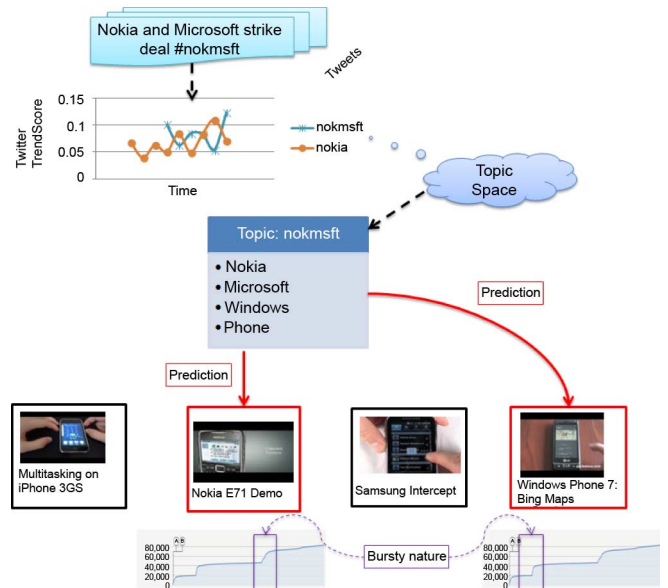 Nokia and Microsoft strike
deal #nokmsft
Tweets
0.15
0.1
0.05
0
Twitter
TrendScore
Time
nokmsft
nokia
Topic
Space
Topic: nokmsft
• Nokia
• Microsoft
• Windows
• Phone
Prediction
Prediction
Multitasking on
iPhone 3GS
Nokia E71 Demo
Samsung Intercept
Windows Phone 7:
Bing Maps
A B
80,000
60,000
40,000
20,000
0
Bursty nature
A B
80,000
60,000
40,000
20,000
0